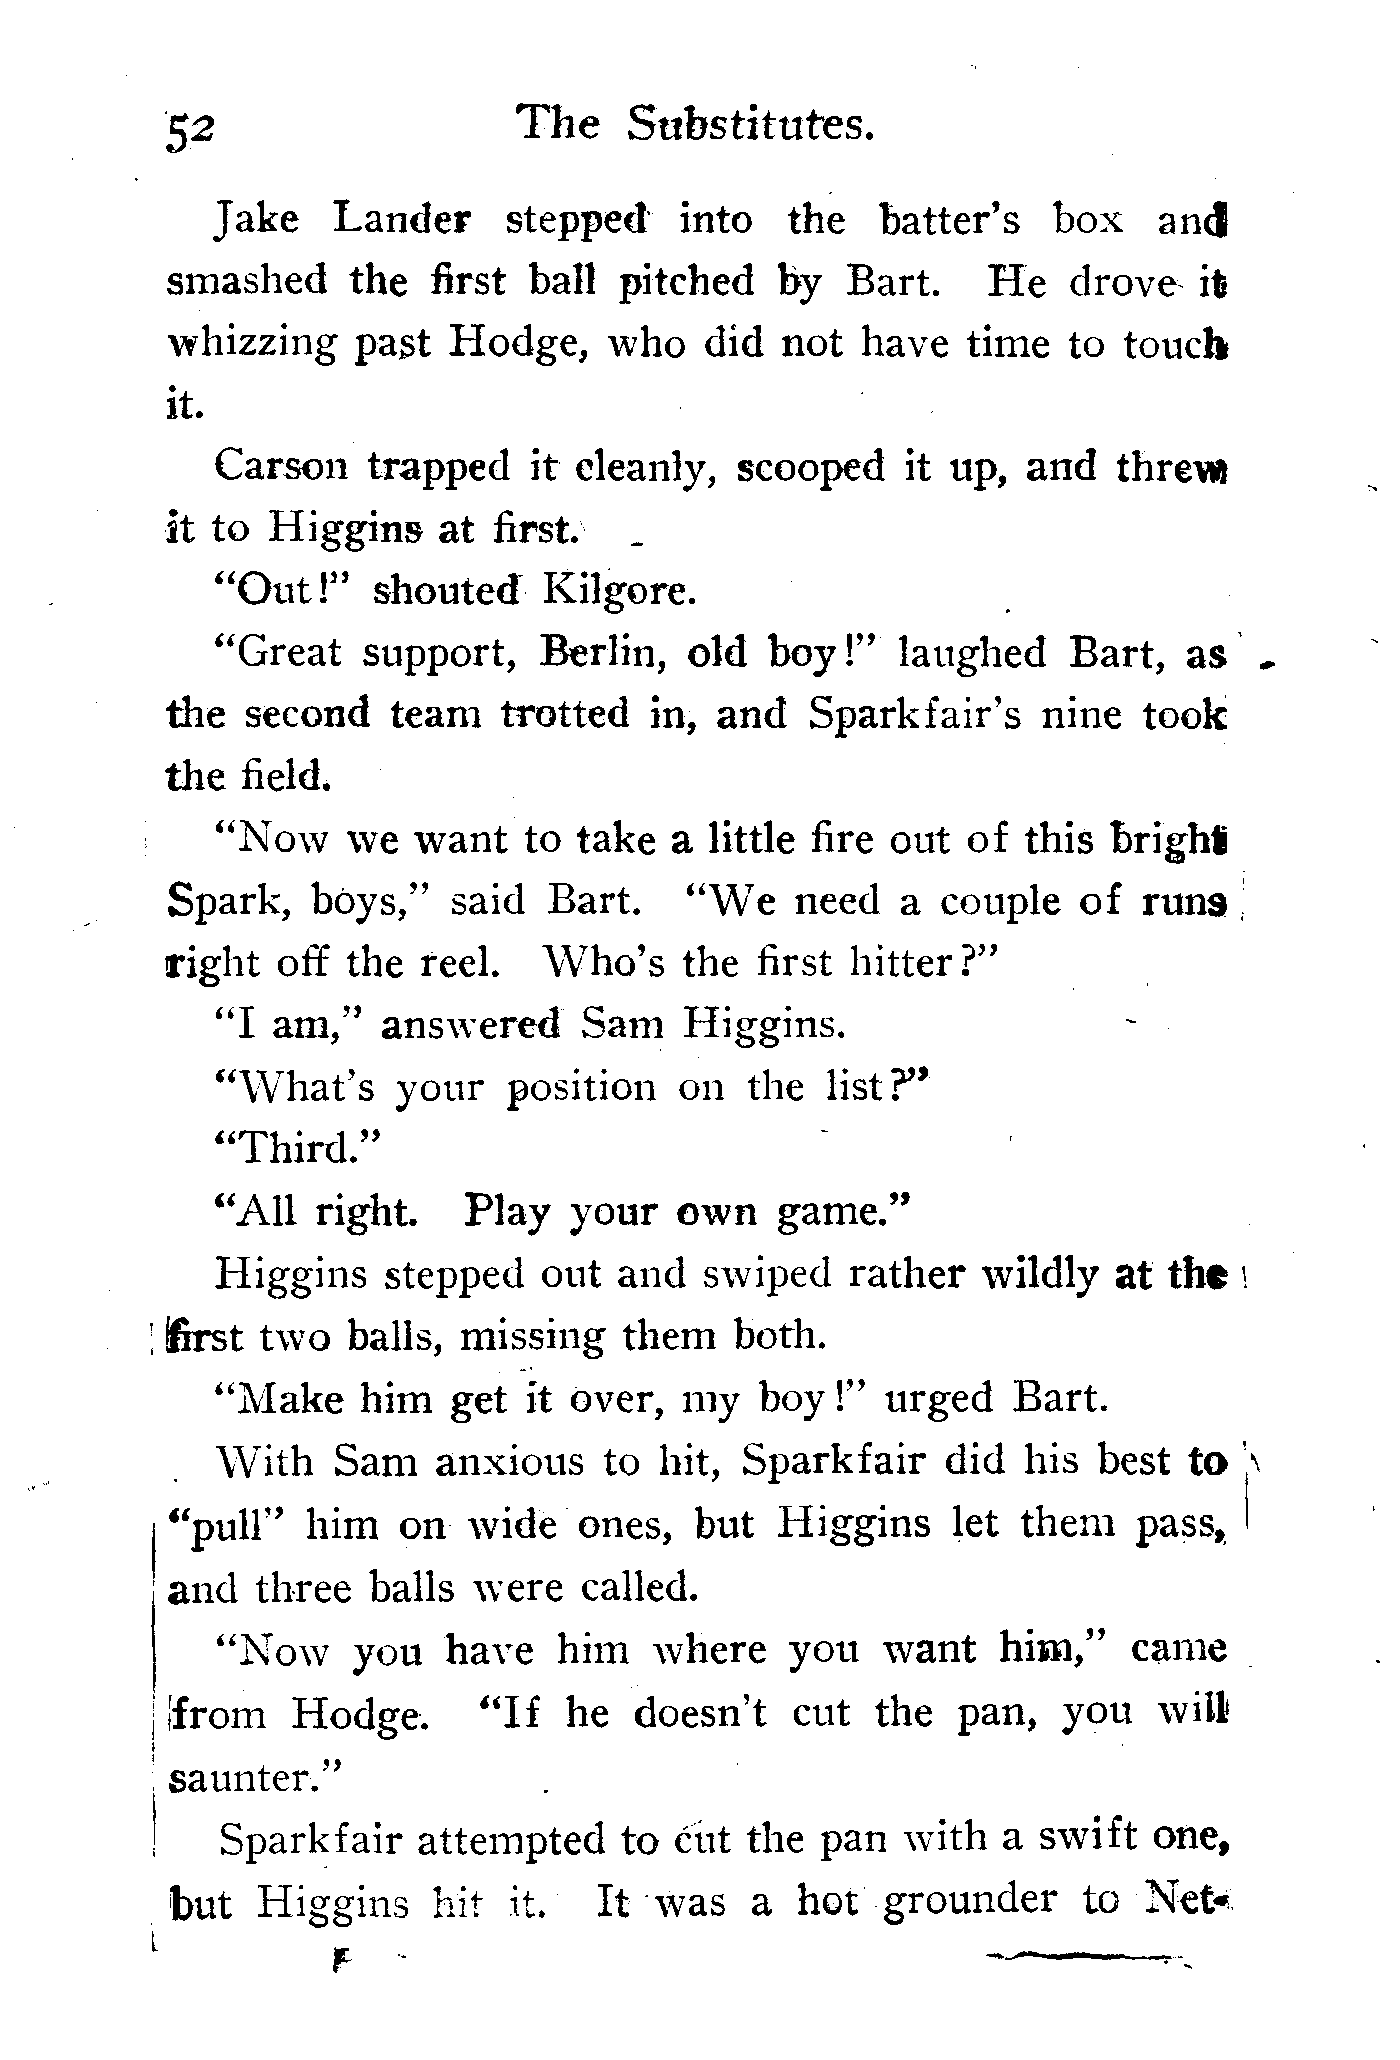 52 The Substitutes.
Jake Lander stepped into the batter's box and
smashed the first ball pitched by Bart. He drove it
whizzing past Hodge, who did not have time to touch
it.
Carson trapped it cleanly, scooped it up, and threw
it to Higgins at first.
"Out!" shouted Kilgore.
"Great support, Berlin, old boy!" laughed Bart, as
the second team trotted in, and Sparkfair's nine took
the field.
"Now we want to take a little fire out of this bright
Spark, boys," said Bart. "We need a couple of runs
right off the reel. Who's the first hitter?"
"I am," answered Sam Higgins.
"What's your position on the list?"
"Third."
"All right. Play your own game."
Higgins stepped out and swiped rather wildly at the
first two balls, missing them both.
"Make him get it over, my boy!" urged Bart.
With Sam anxious to hit, Sparkfair did his best to
"pull" him on wide ones, but Higgins let them pass,
and three balls were called.
"Now you have him where you want him," came
from Hodge. "If he doesn't cut the pan, you will
saunter."
Sparkfair attempted to cut the pan with a swift one,
but Higgins hit it. It was a hot grounder to Net-
F